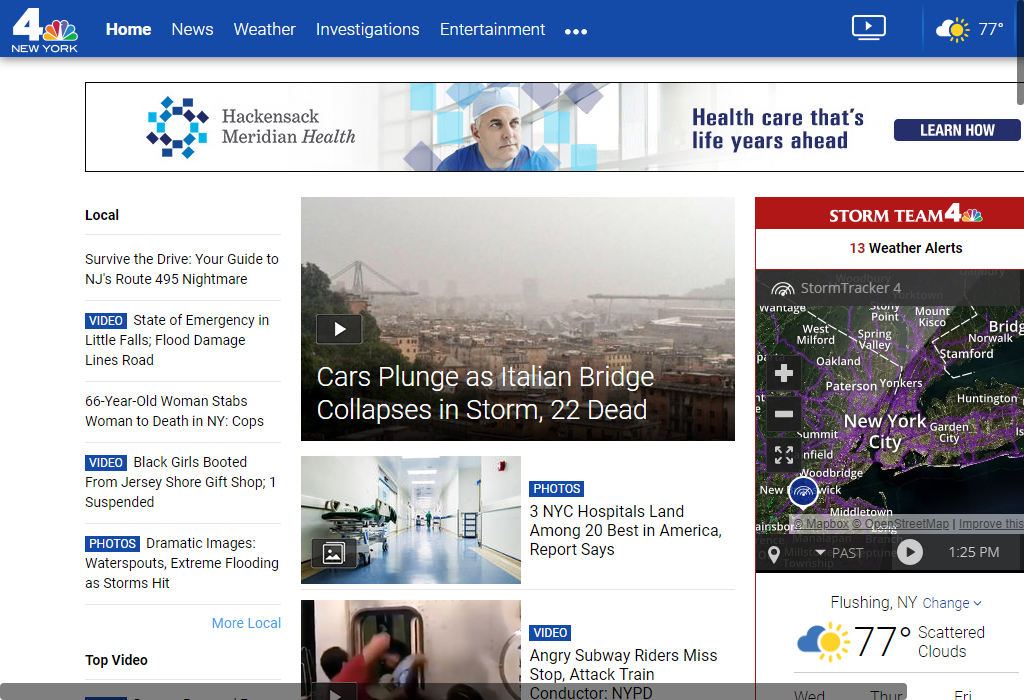 4
NEW YORK
Home News Weather Investigations Entertainment •••
77°
Hackensack
Meridian Health
Health care that's
life years ahead
LEARN HOW
Local
Survive the Drive: Your Guide to
NJ's Route 495 Nightmare
VIDEO State of Emergency in
Little Falls; Flood Damage
Lines Road
66-Year-Old Woman Stabs
Woman to Death in NY: Cops
VIDEO Black Girls Booted
From Jersey Shore Gift Shop; 1
Suspended
PHOTOS Dramatic Images:
Waterspouts, Extreme Flooding
as Storms Hit
More Local
Top Video
Cars Plunge as Italian Bridge
Collapses in Storm, 22 Dead
PHOTOS
3 NYC Hospitals Land
Among 20 Best in America,
Report Says
VIDEO
Angry Subway Riders Miss
Stop, Attack Train
Conductor: NYPD
STORM TEAM 4
13 Weather Alerts
StormTracker 4
Yorktown
Wantage
Stony
Point
Mount
Kisco
West
Milford
Spring
Valley
Bridg
Norwalk
Stamford
Oakland
Paterson
Yonkers
Huntington
New York
City
Garden
City
Summit
nfield
Woodbridge
New
wick
Middletown
ainsbo
© Mapbox © OpenStreetMap | Improve this
Manalapan
Township
PAST
1:25 PM
Flushing, NY Change
77° Scattered
Clouds
Wed Thur Fri